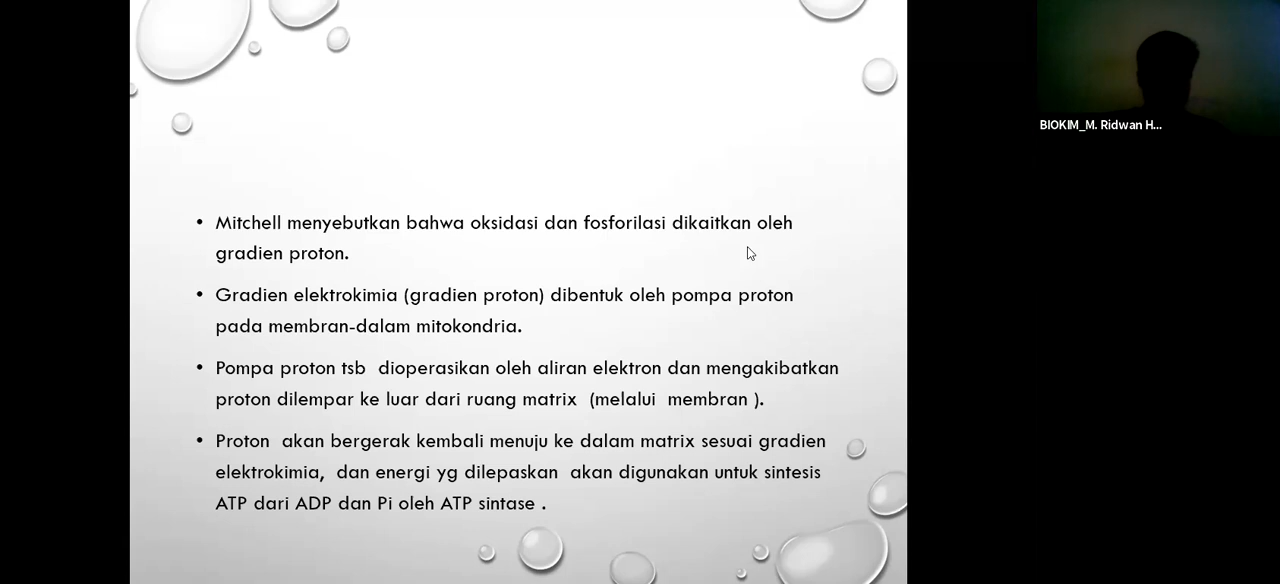 • Mitchell menyebutkan bahwa oksidasi dan fosforilasi dikaitkan oleh
gradien proton.
• Gradien elektrokimia (gradien proton) dibentuk oleh pompa proton
pada membran-dalam mitokondria.
• Pompa proton tsb  dioperasikan oleh aliran elektron dan mengakibatkan
proton dilempar ke luar dari ruang matrix  (melalui  membran ).
• Proton  akan bergerak kembali menuju ke dalam matrix sesuai gradien
elektrokimia,  dan energi yg dilepaskan  akan digunakan untuk sintesis
ATP dari ADP dan Pi oleh ATP sintase .
BIOKIM_M. Ridwan H...